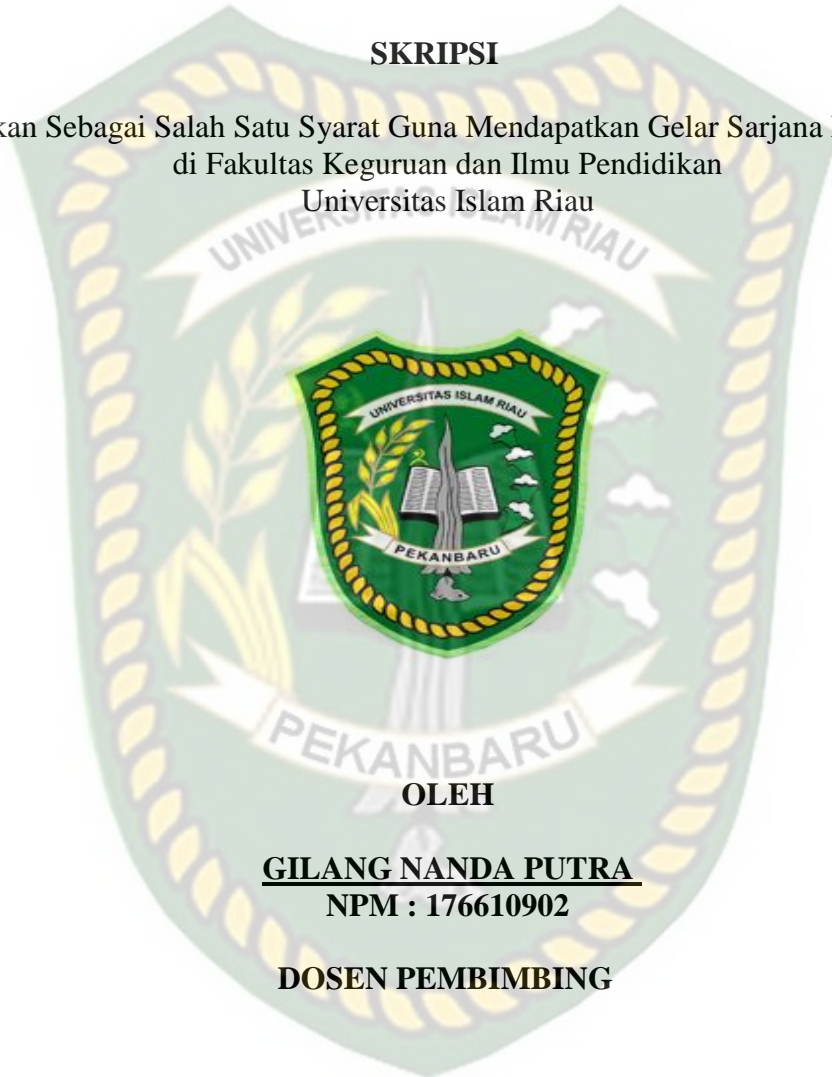 SKRIPSI
kan Sebagai Salah Satu Syarat Guna Mendapatkan Gelar Sarjana
di Fakultas Keguruan dan Ilmu Pendidikan
Universitas Islam Riau
UNIVERSITAS ISLAM RIAU
UNIVERSITAS ISLAM RIAU
PEKANBARU
PEKANBARU
OLEH
GILANG NANDA PUTRA
NPM : 176610902
DOSEN PEMBIMBING